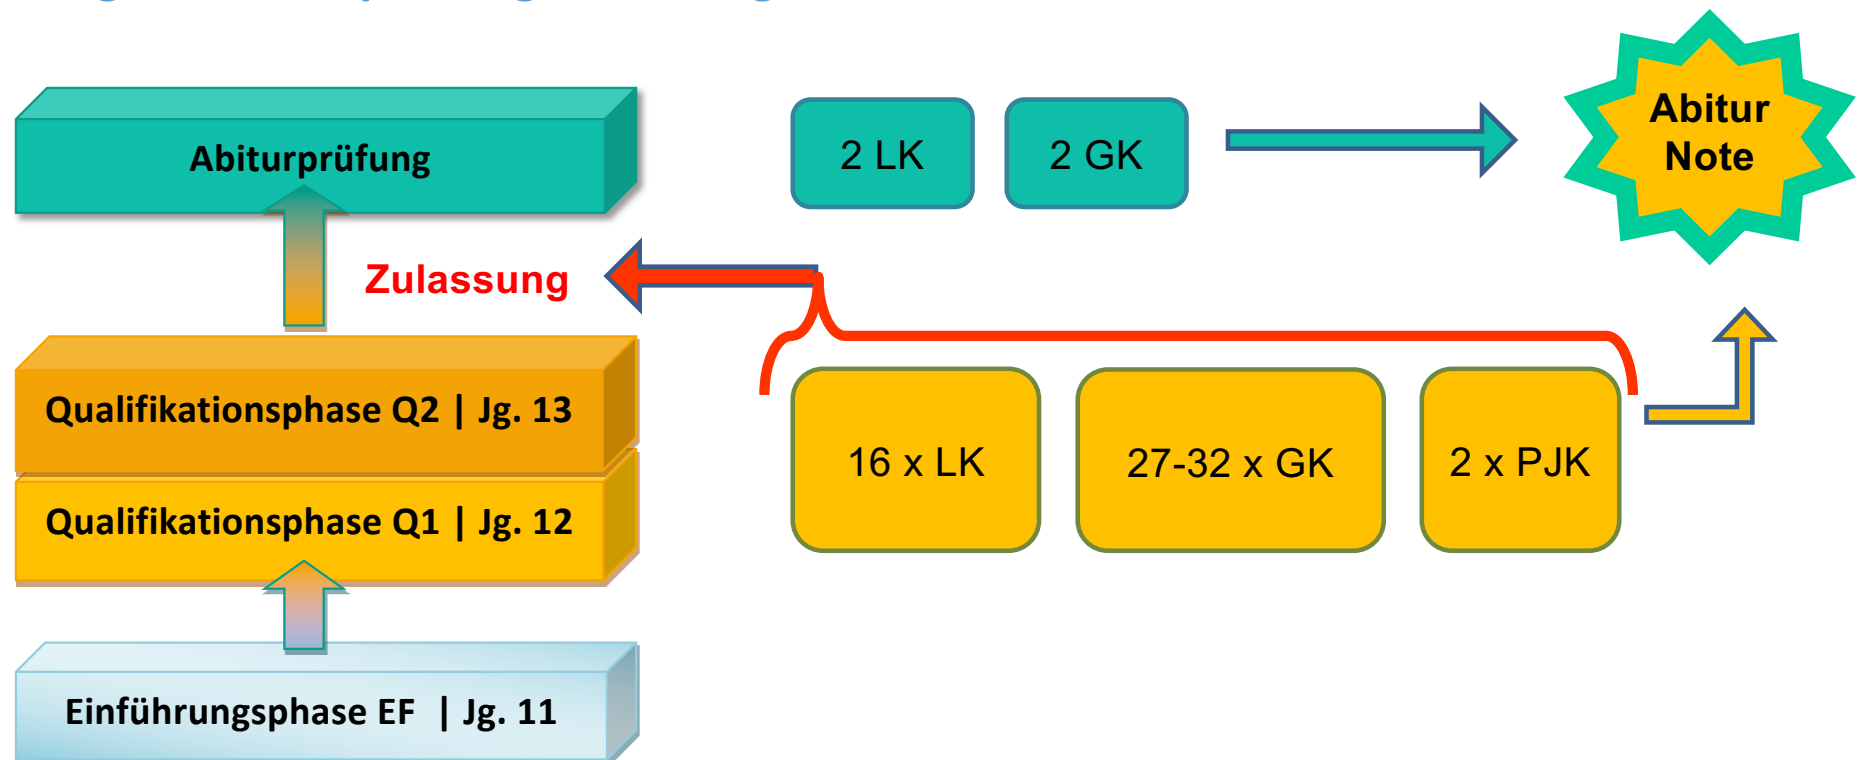 Abiturprüfung
2 LK
2 GK
Abitur
Note
Zulassung
Qualifikationsphase Q2 | Jg. 13
Qualifikationsphase Q1 | Jg. 12
16 x LK
27-32 x GK
2 x PJK
Einführungsphase EF | Jg. 11